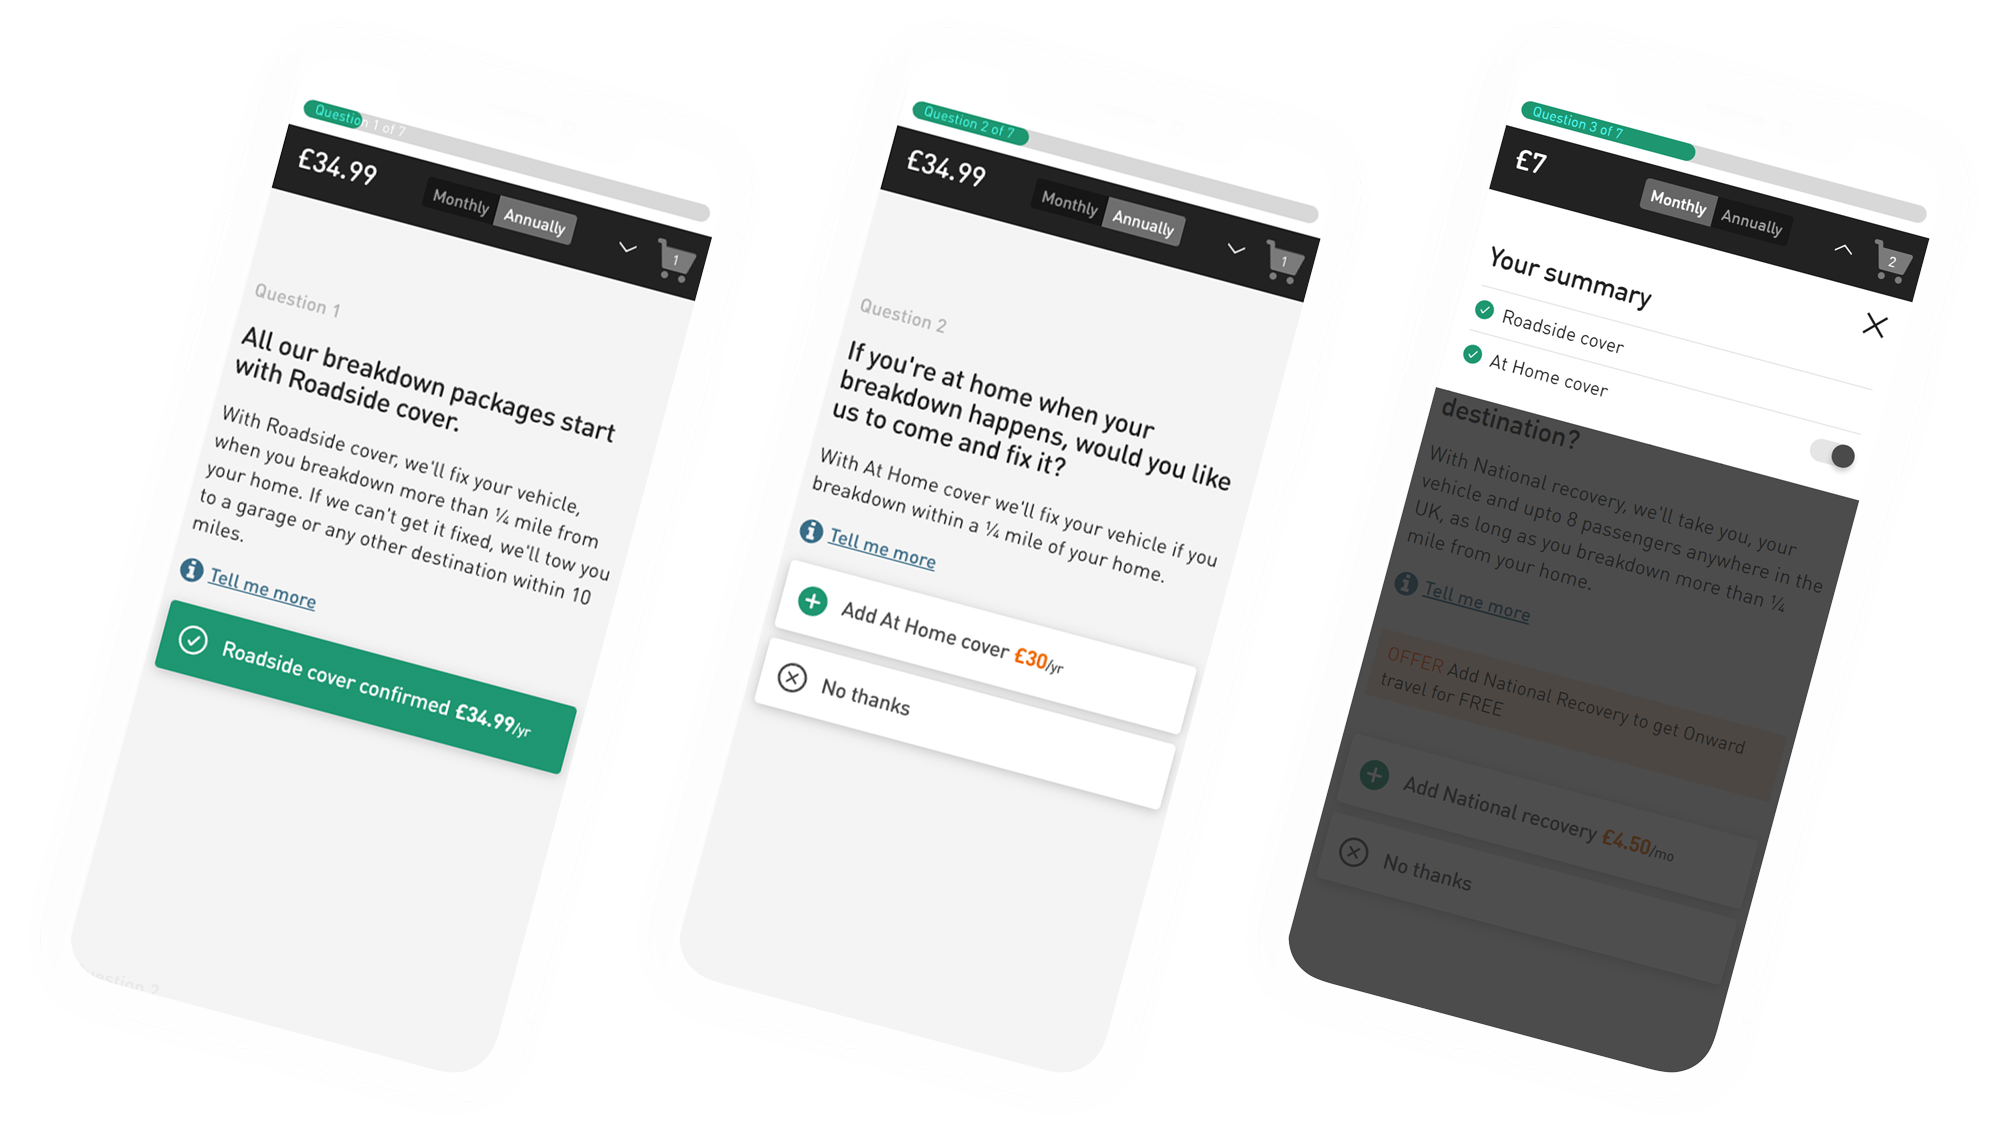 Question 1 of 7
£34.99
Monthly
Annually
1
Question 1
All our breakdown packages start
with Roadside cover.
With Roadside cover, we'll fix your vehicle,
when you breakdown more than ¼ mile from
your home. If we can't get it fixed, we'll tow you
to a garage or any other destination within 10
miles.
Tell me more
Roadside cover confirmed £34.99/yr
Question 2 of 7
£34.99
Monthly
Annually
1
Question 2
If you're at home when your
breakdown happens, would you like
us to come and fix it?
With At Home cover we'll fix your vehicle if you
breakdown within a ¼ mile of your home.
Tell me more
Add At Home cover £30/yr
No thanks
Question 3 of 7
£7
Monthly
Annually
2
Your summary
Roadside cover
At Home cover
destination?
With National recovery, we'll take you, your
vehicle and upto 8 passengers anywhere in the
UK, as long as you breakdown more than ¼
mile from your home.
Tell me more
OFFER Add National Recovery to get Onward
travel for FREE
Add National recovery £4.50/mo
No thanks